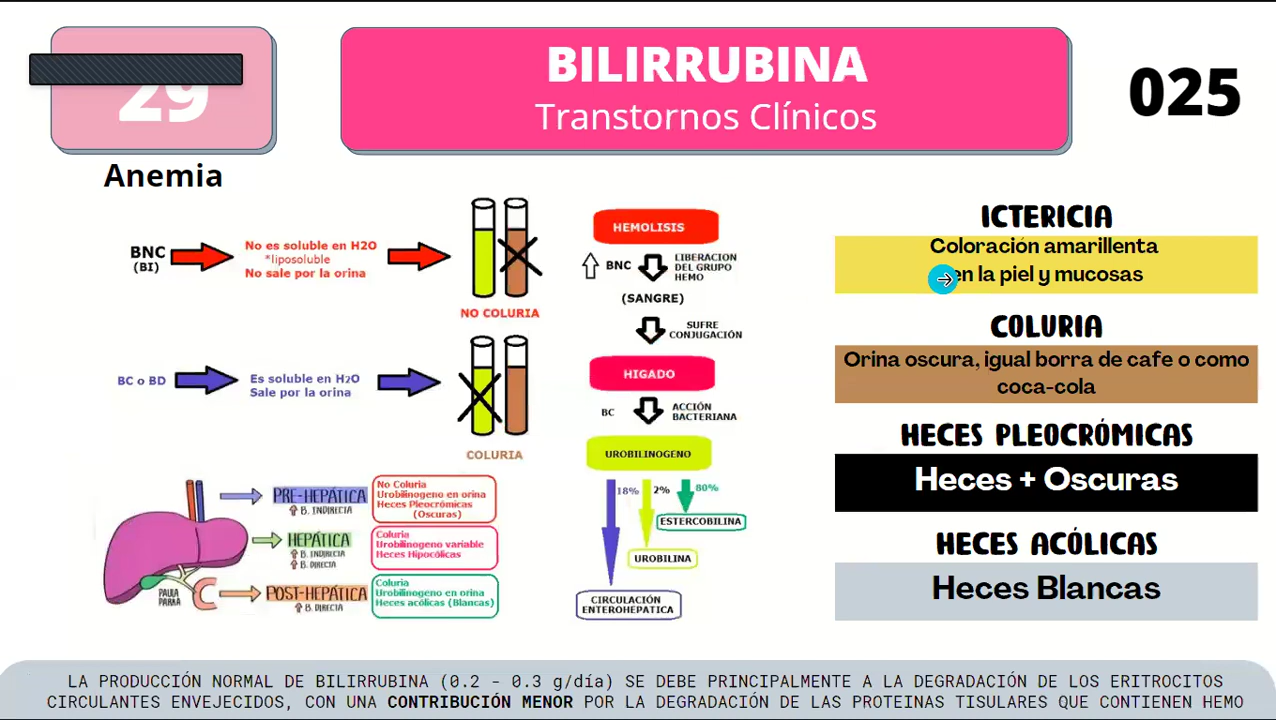 29
BILIRRUBINA
Transtornos Clínicos
025
Anemia
BNC
(BI)
No es soluble en H2O
*liposoluble
No sale por la orina
NO COLURIA
BC o BD
Es soluble en H2O
Sale por la orina
COLURIA
PRE-HEPÁTICA
B. INDIRECTA
No Coluria
Urobilinogeno en orina
Heces Pleocrómicas
(Oscuras)
HEPÁTICA
B. INDIRECTA
B. DIRECTA
Coluria
Urobilinogeno variable
Heces Hipocólicas
POST-HEPÁTICA
B. DIRECTA
Coluria
Urobilinogeno en orina
Heces acólicas (Blancas)
PAULA
PARRA
HEMOLISIS
BNC
LIBERACION
DEL GRUPO
HEMO
(SANGRE)
SUFRE
CONJUGACIÓN
HIGADO
BC
ACCIÓN
BACTERIANA
UROBILINOGENO
18%
2%
80%
ESTERCOBILINA
UROBILINA
CIRCULACIÓN
ENTEROHEPATICA
ICTERICIA
Coloración amarillenta
en la piel y mucosas
COLURIA
Orina oscura, igual borra de cafe o como
coca-cola
HECES PLEOCRÓMICAS
Heces + Oscuras
HECES ACÓLICAS
Heces Blancas
LA PRODUCCIÓN NORMAL DE BILIRRUBINA (0.2 - 0.3 g/día) SE DEBE PRINCIPALMENTE A LA DEGRADACIÓN DE LOS ERITROCITOS
CIRCULANTES ENVEJECIDOS, CON UNA CONTRIBUCIÓN MENOR POR LA DEGRADACIÓN DE LAS PROTEINAS TISULARES QUE CONTIENEN HEMO